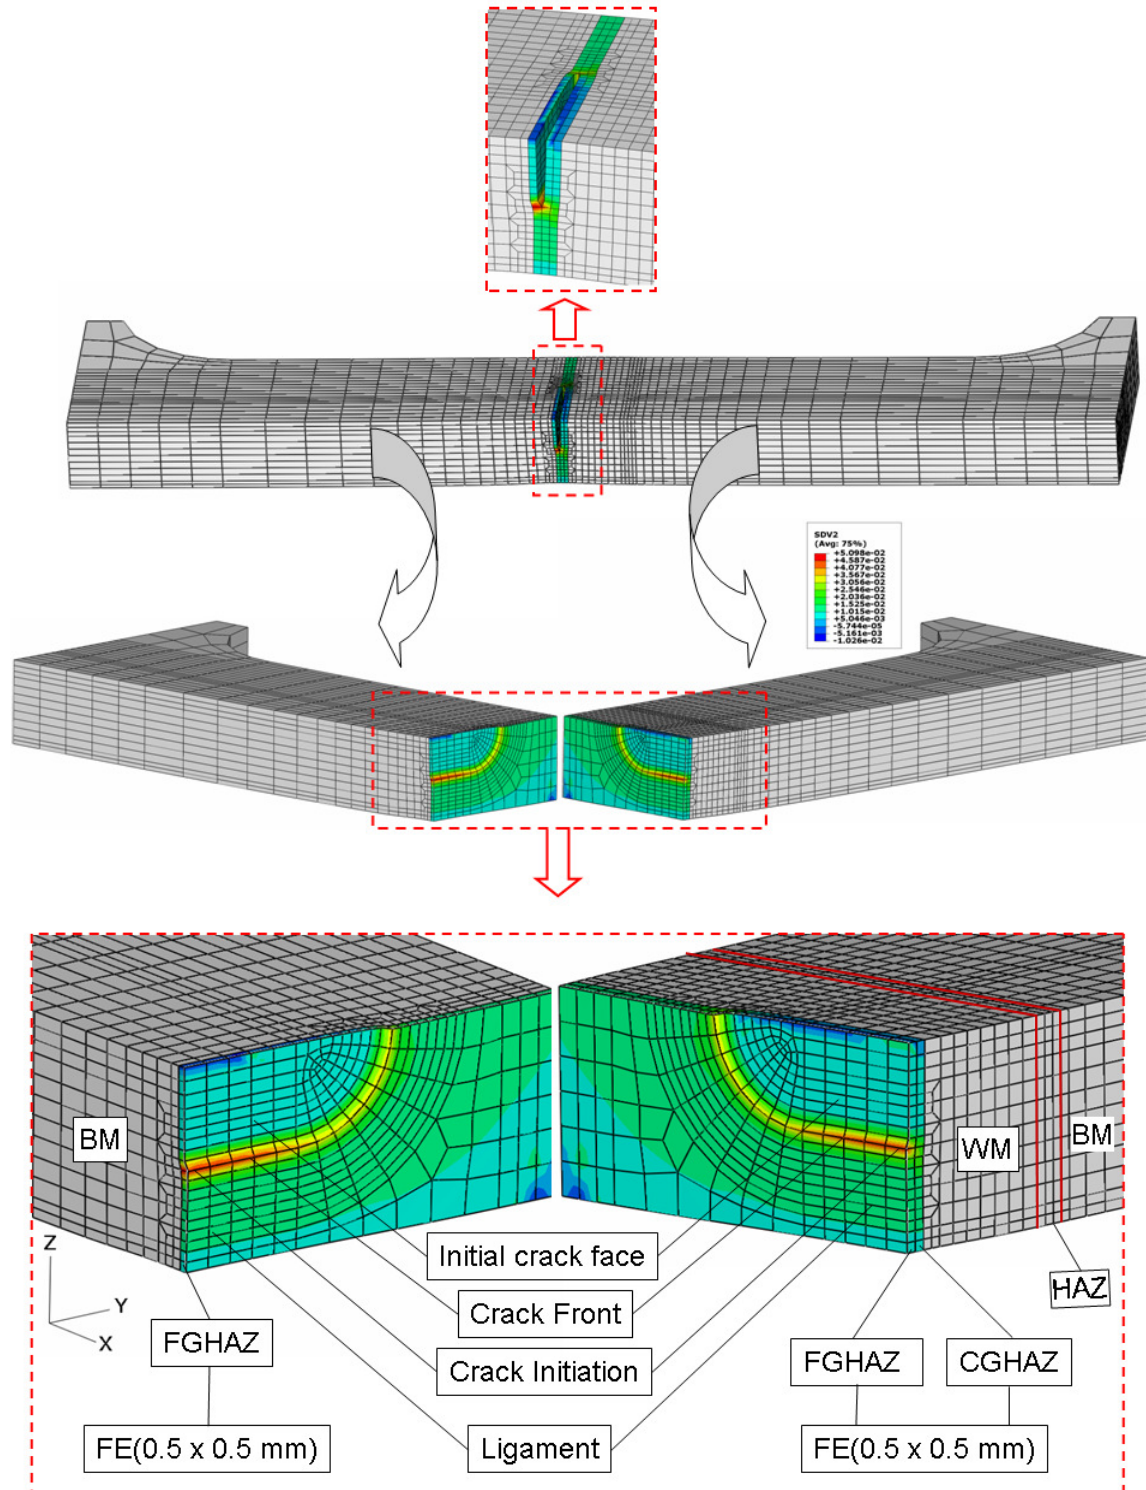 SDV2
(Avg: 75%)
+5.098e-02
+4.587e-02
+4.077e-02
+3.567e-02
+3.056e-02
+2.546e-02
+2.036e-02
+1.525e-02
+1.015e-02
+5.046e-03
-5.744e-05
-5.161e-03
-1.026e-02
BM
WM
BM
Z
Y
X
Initial crack face
HAZ
Crack Front
FGHAZ
Crack Initiation
FGHAZ
CGHAZ
FE(0.5 x 0.5 mm)
Ligament
FE(0.5 x 0.5 mm)